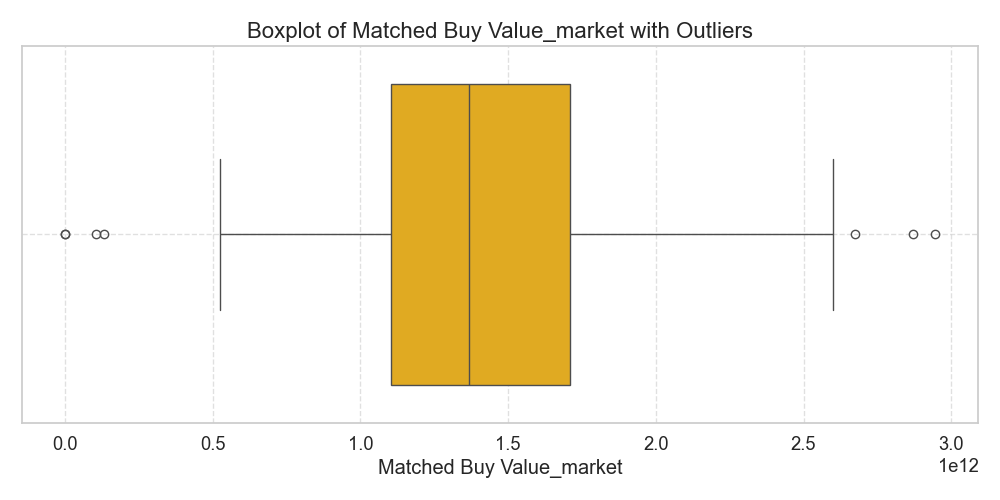 Boxplot of Matched Buy Value_market with Outliers
0.0 0.5 1.0 1.5 2.0 2.5 3.0
1e12
Matched Buy Value_market